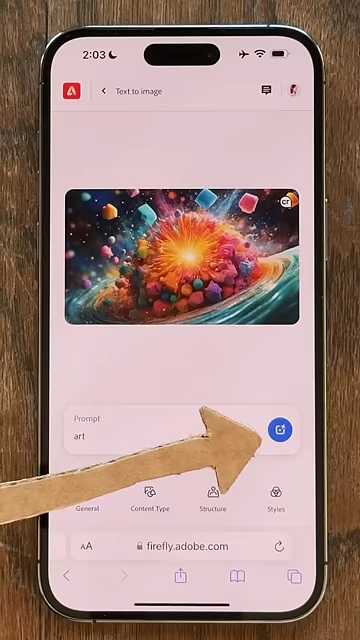 2:03
Text to image
cr
Prompt
art
General
Content Type
Structure
Styles
AA
firefly.adobe.com